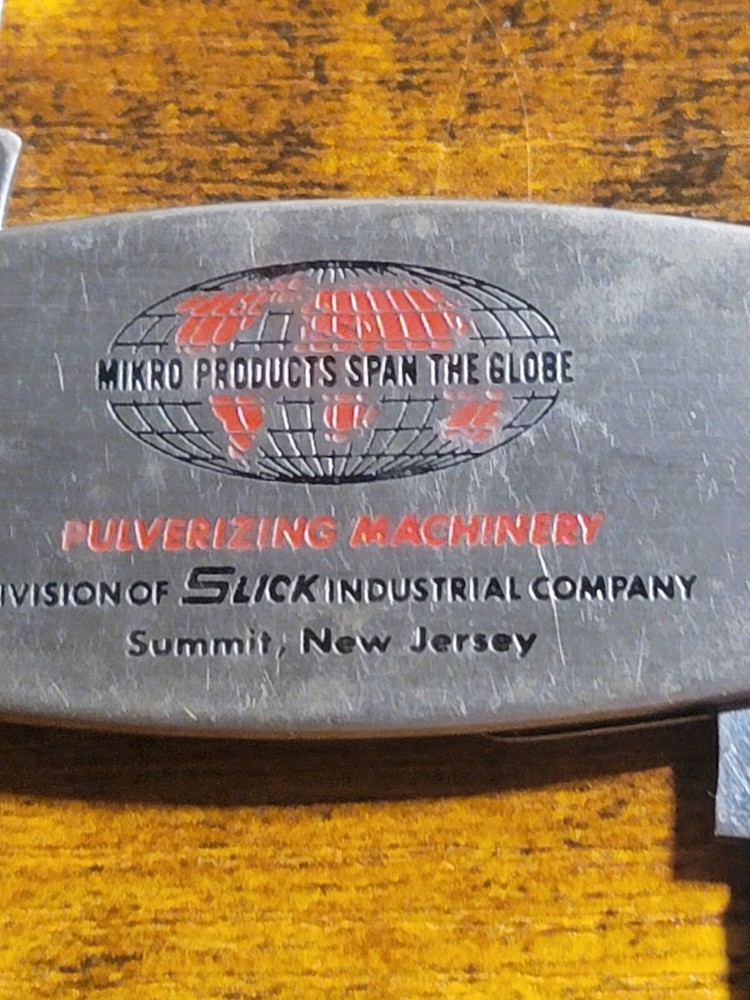 MIKRO PRODUCTS SPAN THE GLOBE
PULVERIZING MACHINERY
IVISION OF SLICK INDUSTRIAL COMPANY
Summit, New Jersey